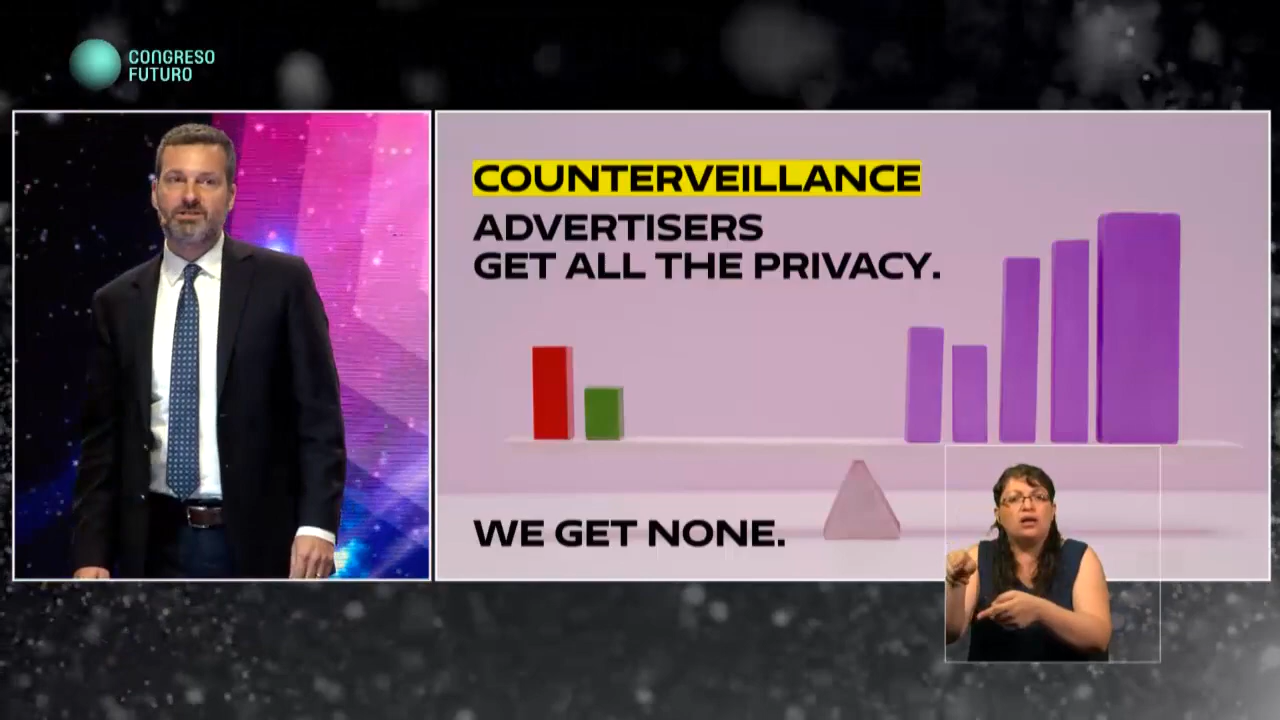 CONGRESO
FUTURO
COUNTERVEILLANCE
ADVERTISERS
GET ALL THE PRIVACY.
WE GET NONE.